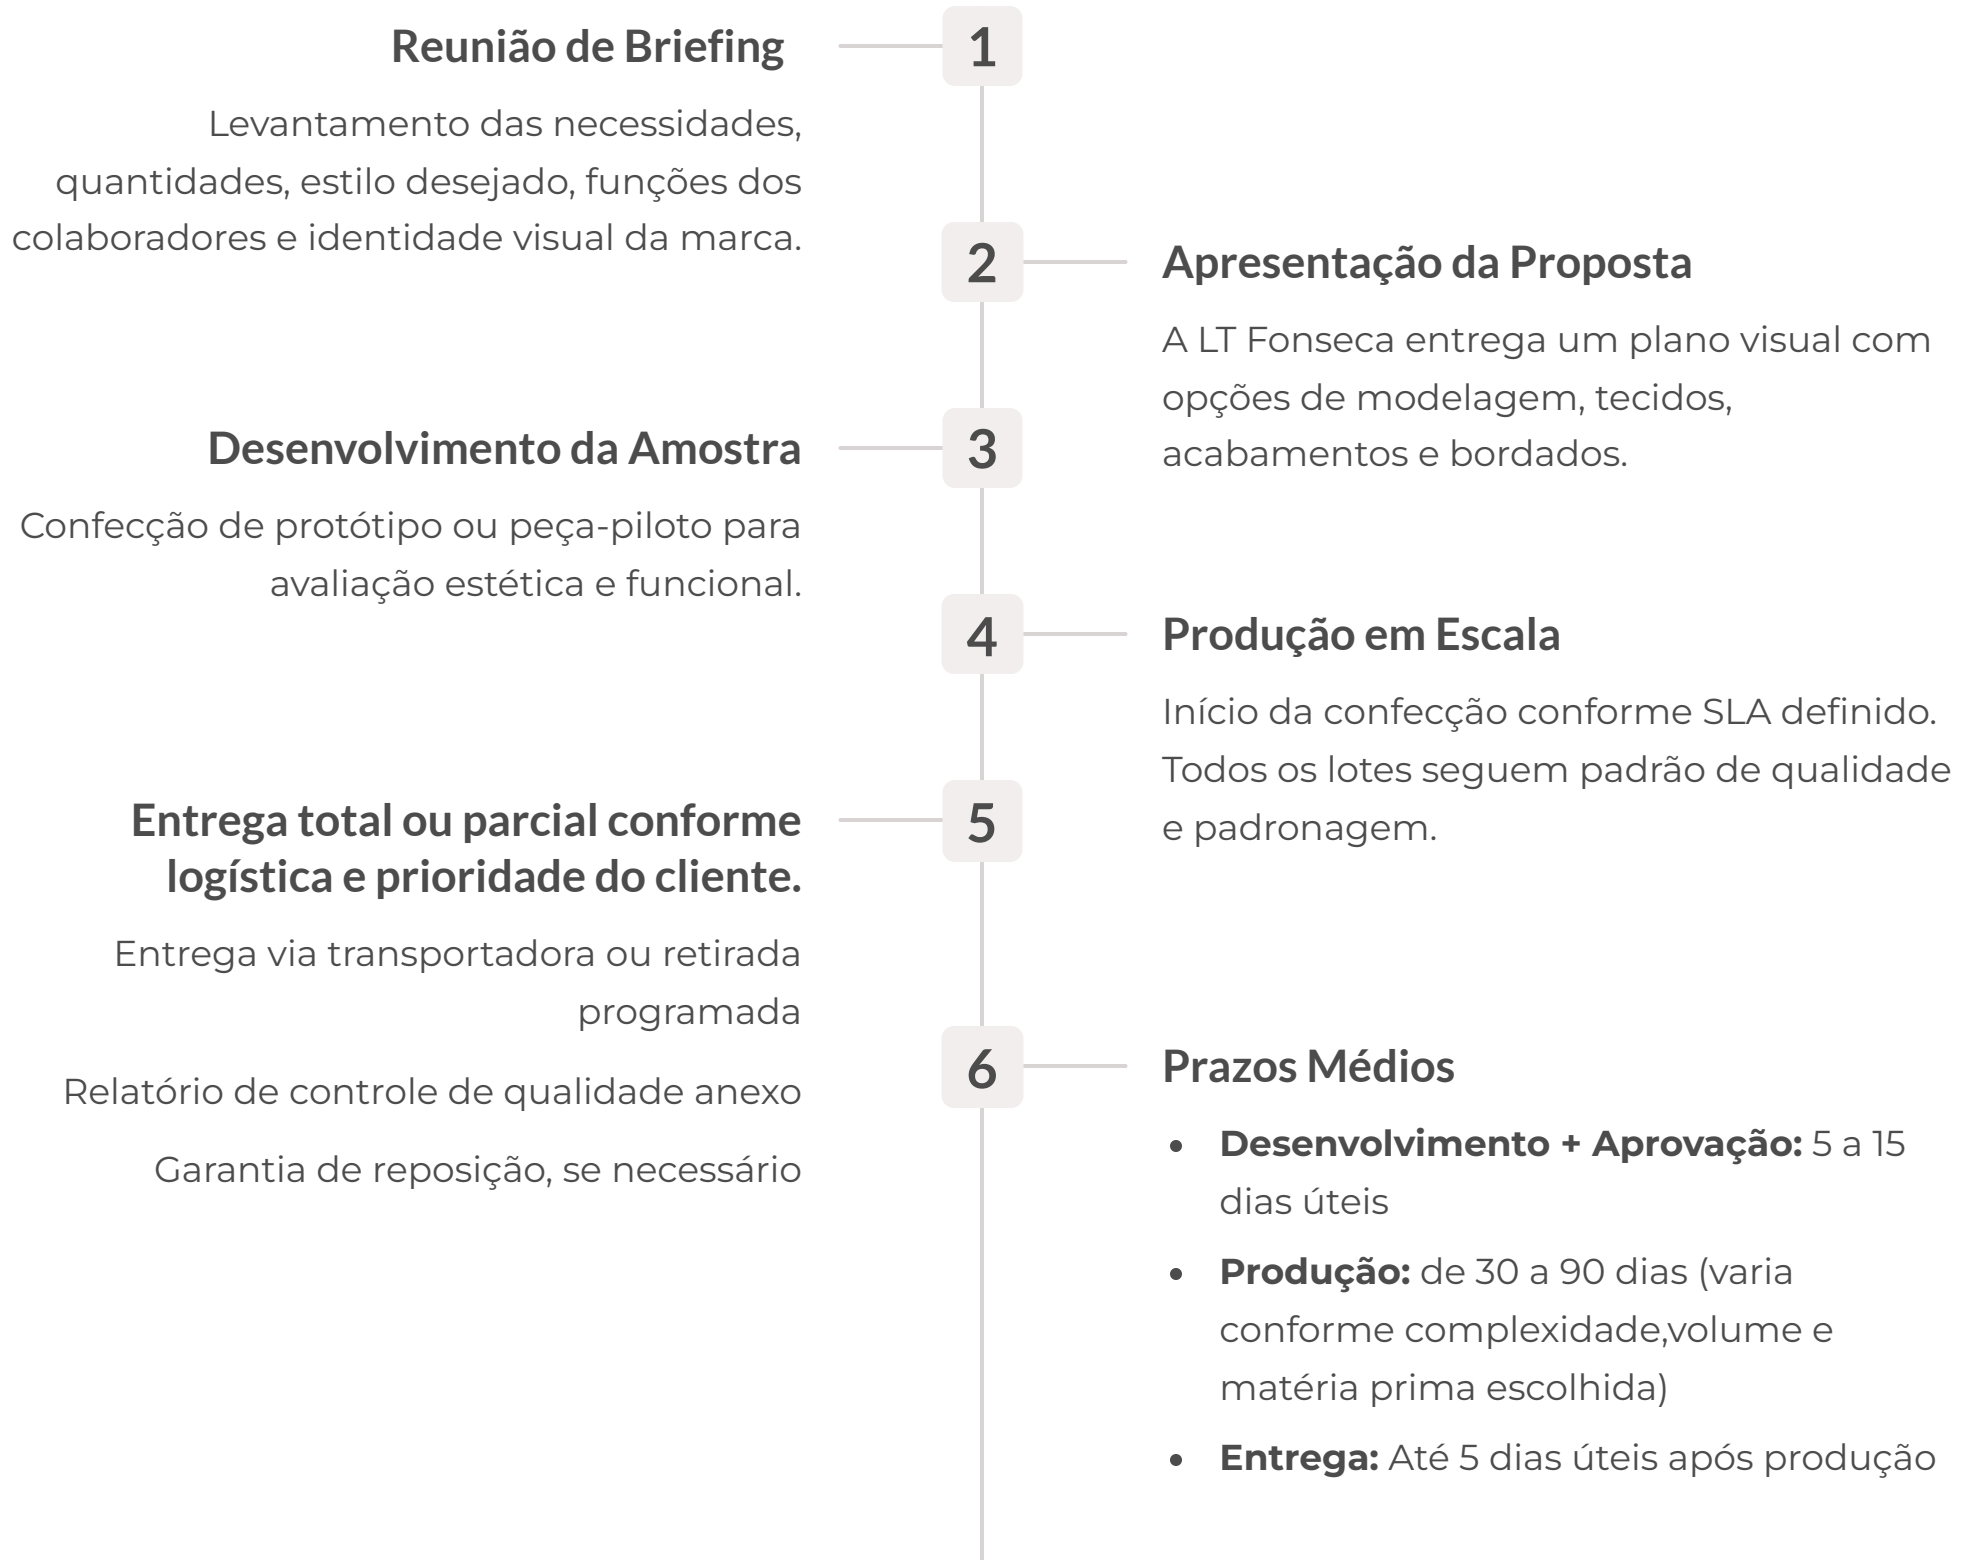 1
Reunião de Briefing
Levantamento das necessidades,
quantidades, estilo desejado, funções dos
colaboradores e identidade visual da marca.
2
Apresentação da Proposta
A LT Fonseca entrega um plano visual com
opções de modelagem, tecidos,
acabamentos e bordados.
3
Desenvolvimento da Amostra
Confecção de protótipo ou peça-piloto para
avaliação estética e funcional.
4
Produção em Escala
Início da confecção conforme SLA definido.
Todos os lotes seguem padrão de qualidade
e padronagem.
5
Entrega total ou parcial conforme
logística e prioridade do cliente.
Entrega via transportadora ou retirada
programada
Relatório de controle de qualidade anexo
Garantia de reposição, se necessário
6
Prazos Médios
• Desenvolvimento + Aprovação: 5 a 15
dias úteis
• Produção: de 30 a 90 dias (varia
conforme complexidade,volume e
matéria prima escolhida)
• Entrega: Até 5 dias úteis após produção